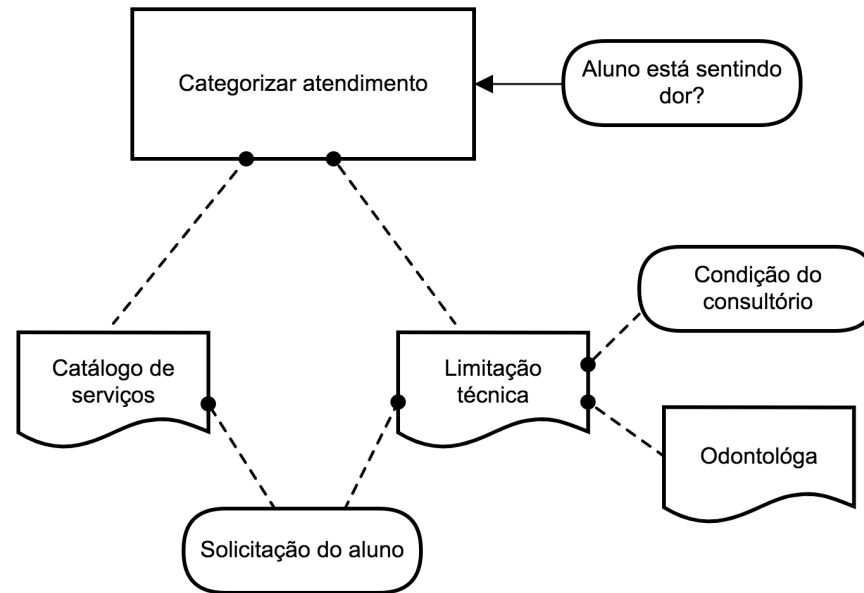 Categorizar atendimento
Aluno está sentindo
dor?
Condição do
consultório
Catálogo de
serviços
Limitação
técnica
Odontológa
Solicitação do aluno